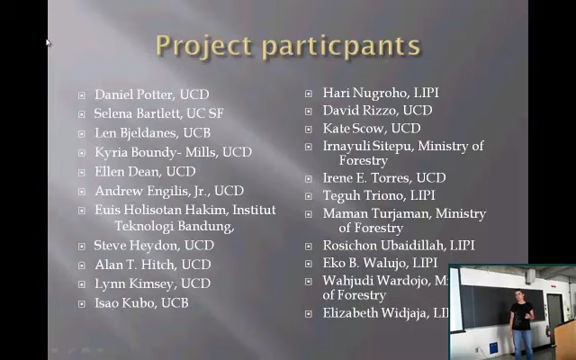 Project particpants
Daniel Potter, UCD
Selena Bartlett, UC SF
Len Bjeldanes, UCB
Kyria Boundy- Mills, UCD
Ellen Dean, UCD
Andrew Engilis, Jr., UCD
Euis Holisotan Hakim, Institut
Teknologi Bandung,
Steve Heydon, UCD
Alan T. Hitch, UCD
Lynn Kimsey, UCD
Isao Kubo, UCB
Hari Nugroho, LIPI
David Rizzo, UCD
Kate Scow, UCD
Irnayuli Sitepu, Ministry of
Forestry
Irene E. Torres, UCD
Teguh Triono, LIPI
Maman Turjaman, Ministry
of Forestry
Rosichon Ubaidillah, LIPI
Eko B. Walujo, LIPI
Wahjudi Wardojo,
of Forestry
Elizabeth Widjaja,